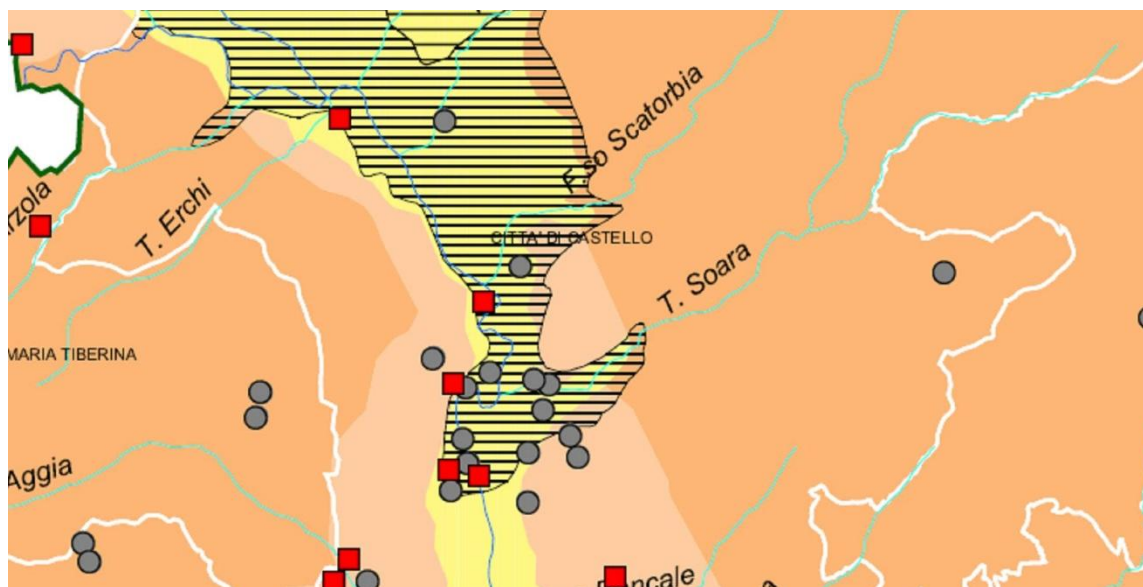 F.so Scatorbia
T. Erchi
CITTA' DI CASTELLO
T. Soara
MARIA TIBERINA
Aggia